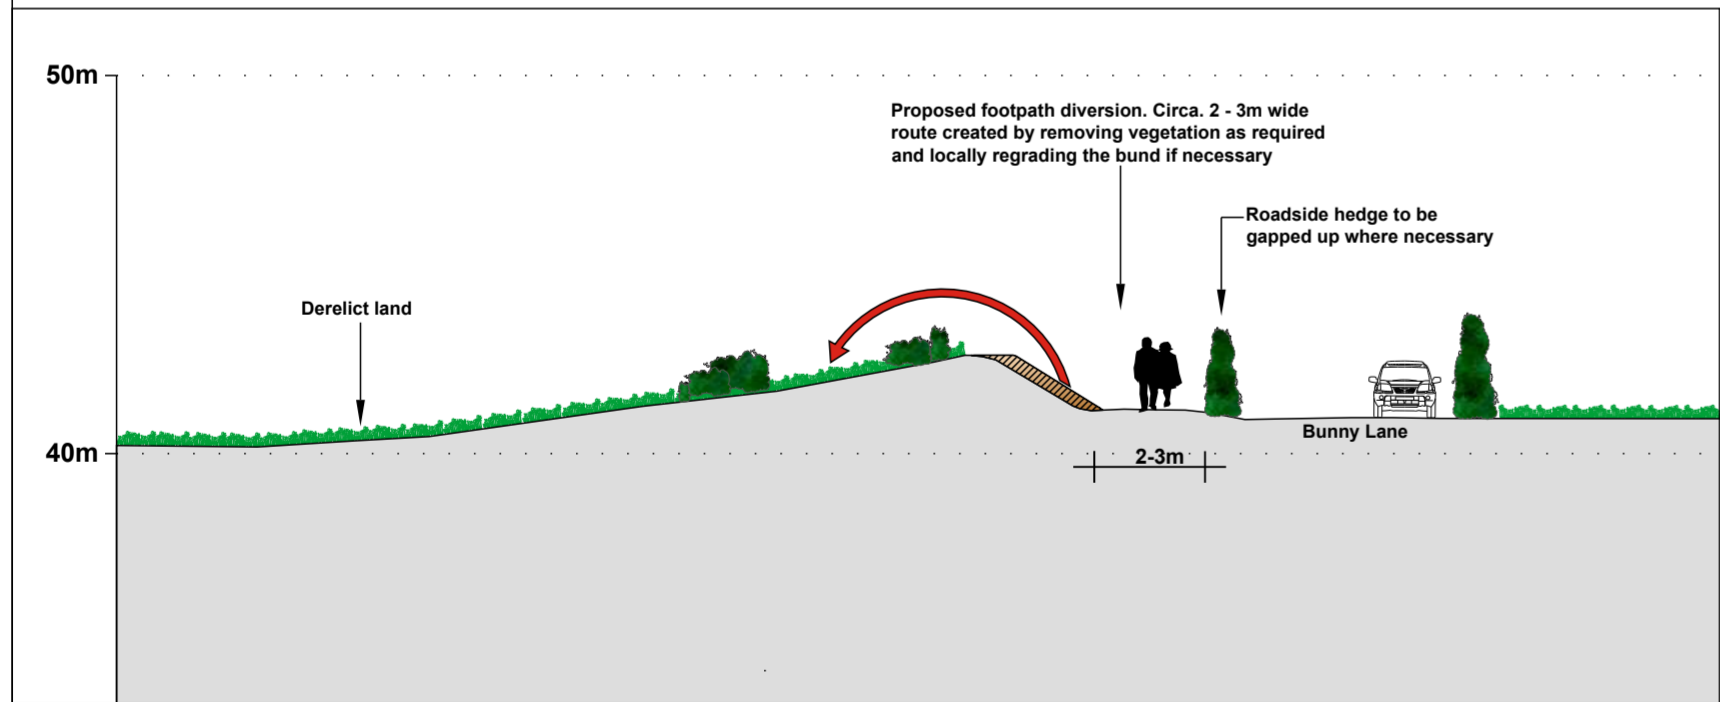 50m
Proposed footpath diversion. Circa. 2 - 3m wide
route created by removing vegetation as required
and locally regrading the bund if necessary
Roadside hedge to be
gapped up where necessary
Derelict land
Bunny Lane
40m
2-3m